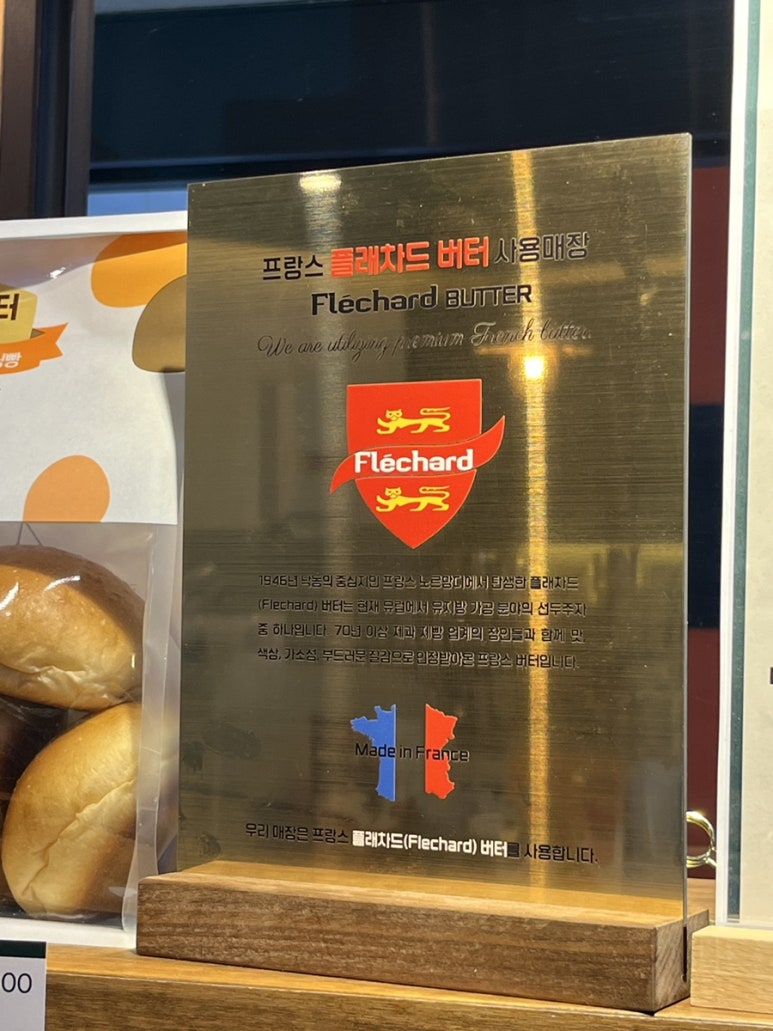 프랑스 플래챠드 버터 사용매장
Fléchard BUTTER
We are utilizing premium French butter.
Fléchard
1946년 낙농의 중심지인 프랑스 노르망디에서 탄생한 플래챠드
(Flechard) 버터는 현재 유럽에서 유지방 가공 분야의 선두주자
중 하나입니다. 70년 이상 제과 제빵 업계의 장인들과 함께 맛,
색상, 가소성, 부드러운 질감으로 인정받아온 프랑스 버터입니다.
Made in France
우리 매장은 프랑스 플래챠드(Flechard) 버터를 사용합니다.
터
빵
00